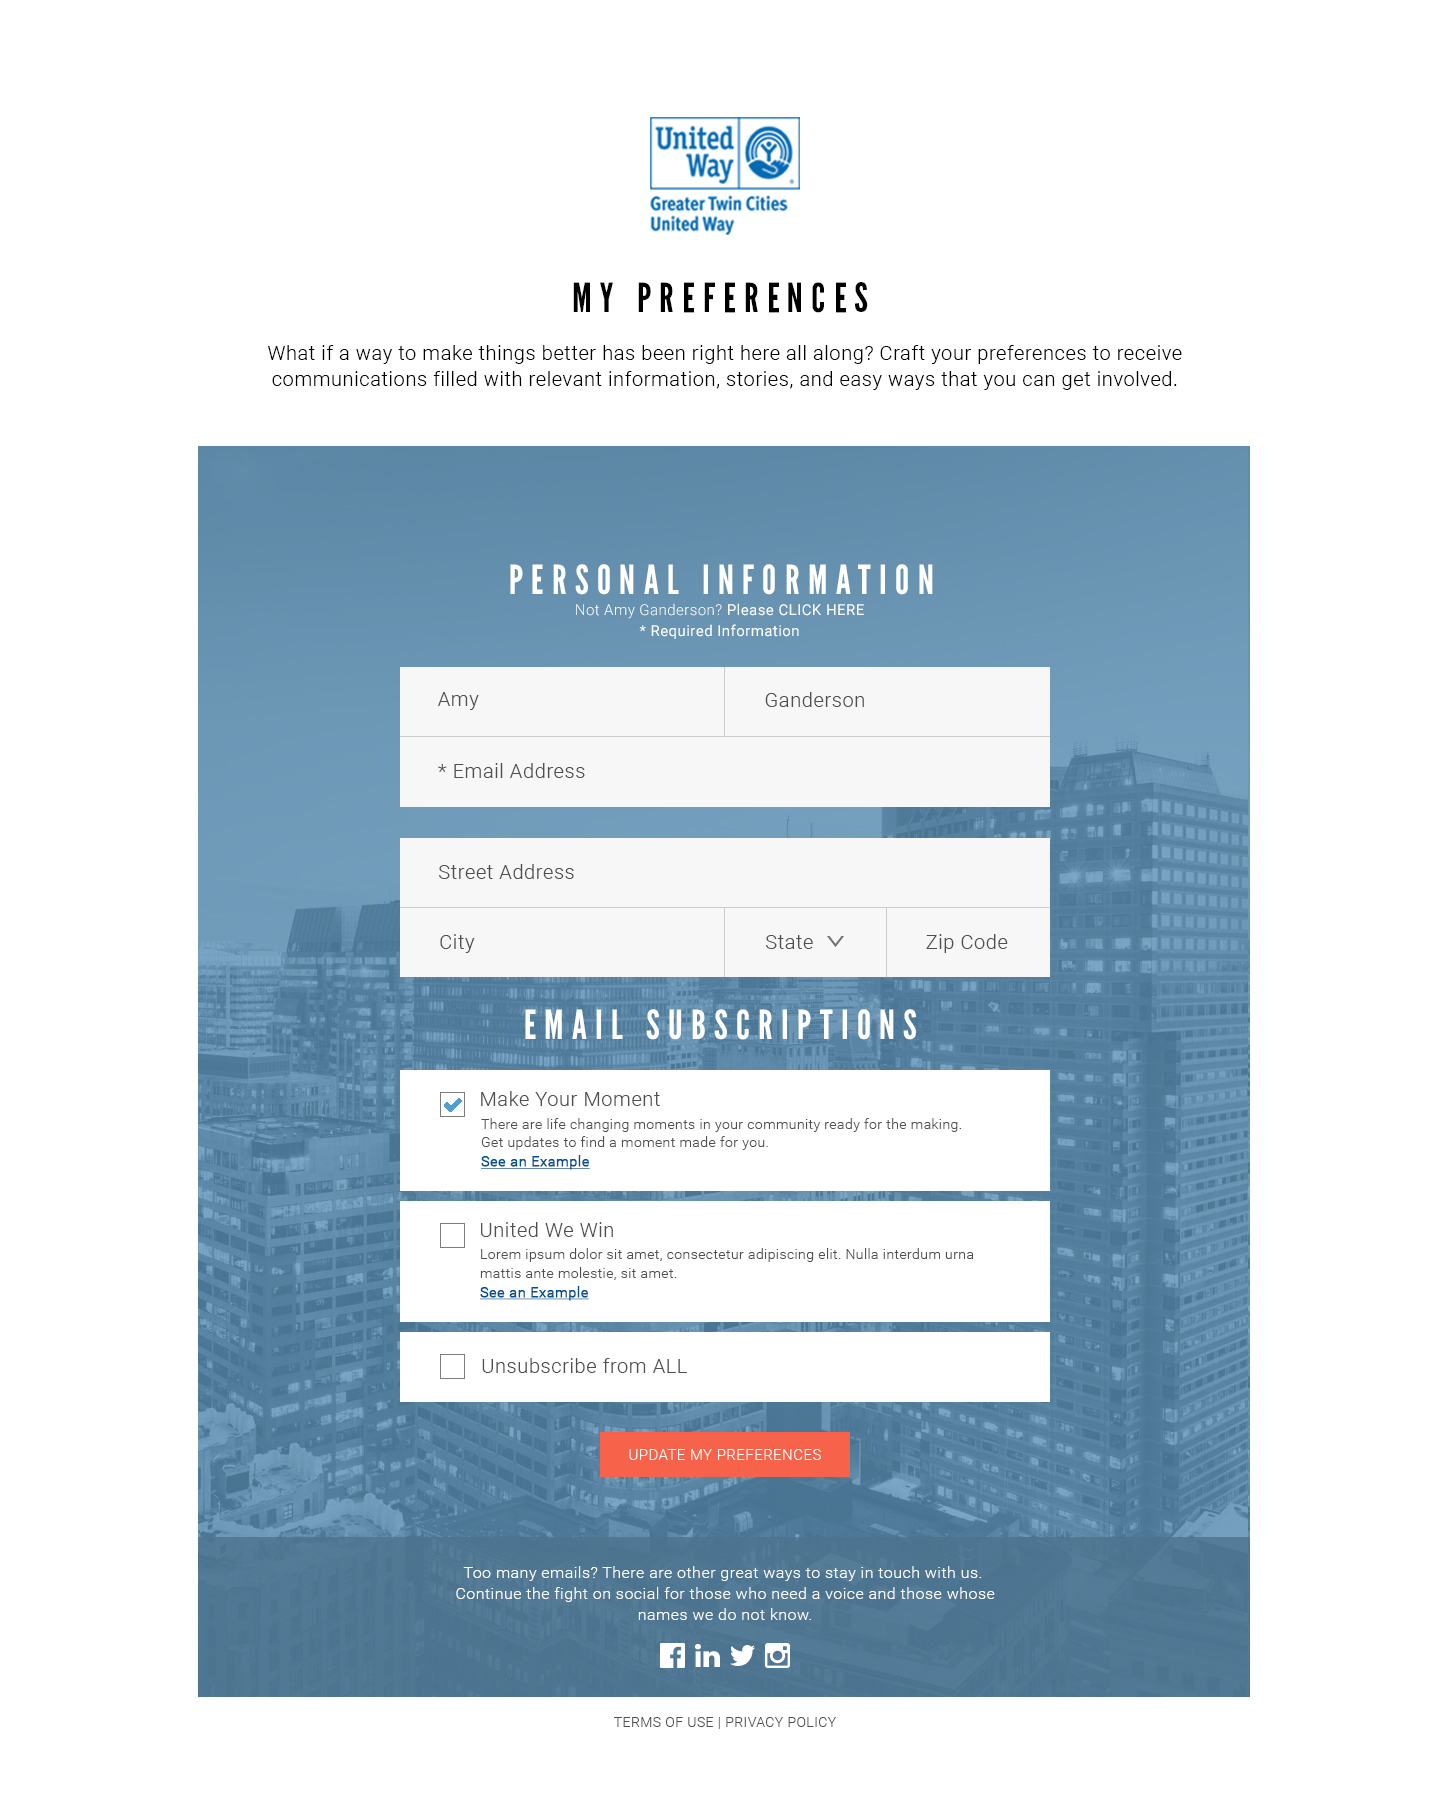 United
Way
Greater Twin Cities
United Way
MY PREFERENCES
What if a way to make things better has been right here all along? Craft your preferences to receive
communications filled with relevant information, stories, and easy ways that you can get involved.
PERSONAL INFORMATION
Not Amy Ganderson? Please CLICK HERE
* Required Information
Amy
Ganderson
* Email Address
Street Address
City
State
Zip Code
EMAIL SUBSCRIPTIONS
Make Your Moment
There are life changing moments in your community ready for the making.
Get updates to find a moment made for you.
See an Example
United We Win
Lorem ipsum dolor sit amet, consectetur adipiscing elit. Nulla interdum urna
mattis ante molestie, sit amet.
See an Example
Unsubscribe from ALL
UPDATE MY PREFERENCES
Too many emails? There are other great ways to stay in touch with us.
Continue the fight on social for those who need a voice and those whose
names we do not know.
TERMS OF USE | PRIVACY POLICY